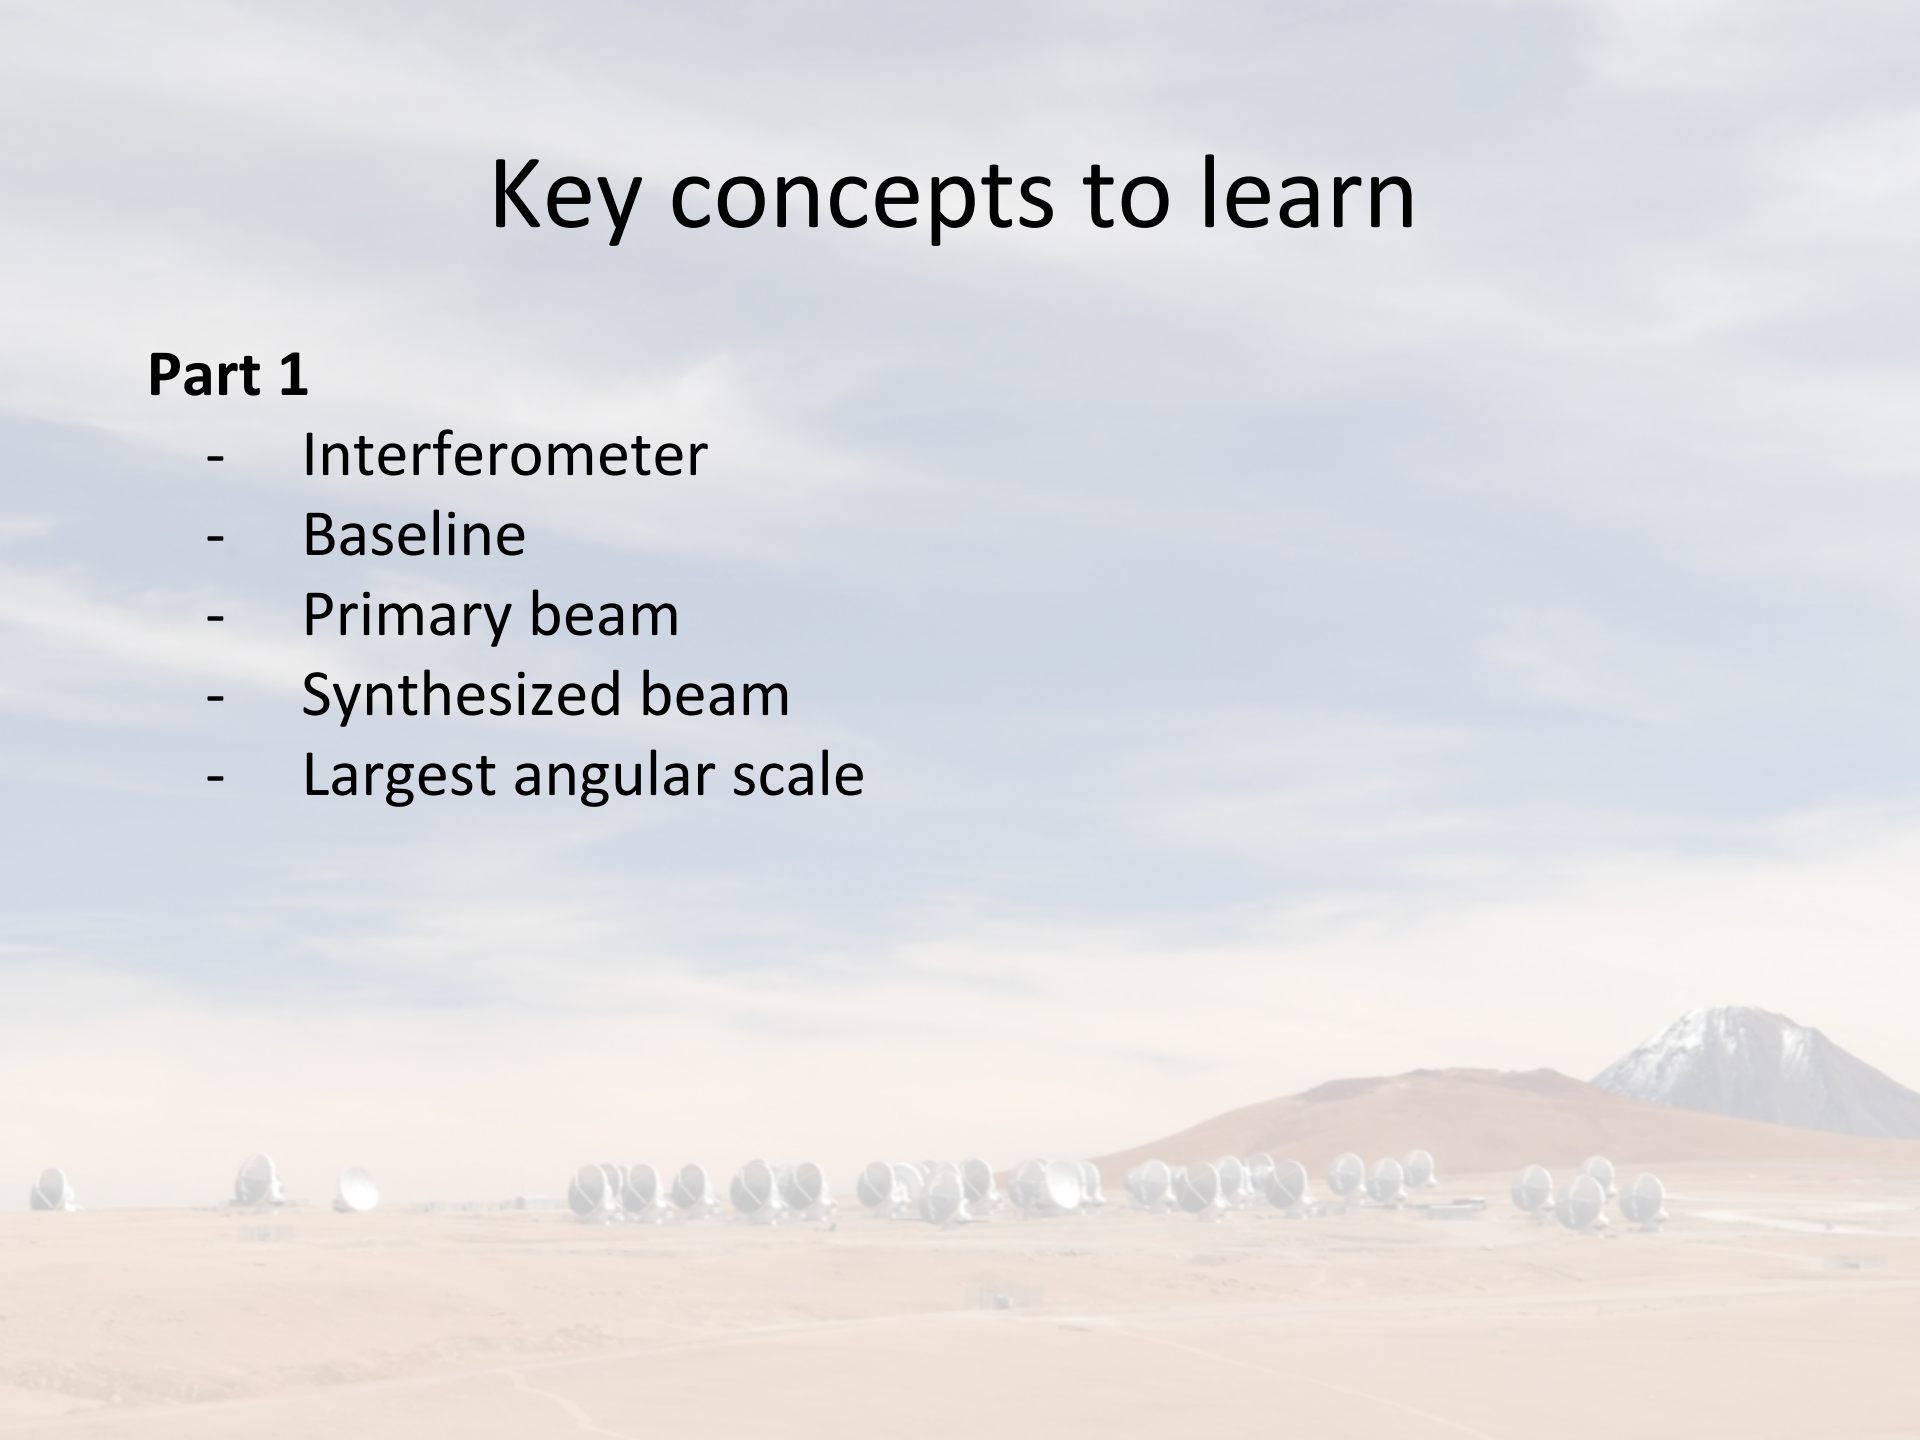 Key concepts to learn
Part 1
- Interferometer
- Baseline
- Primary beam
- Synthesized beam
- Largest angular scale